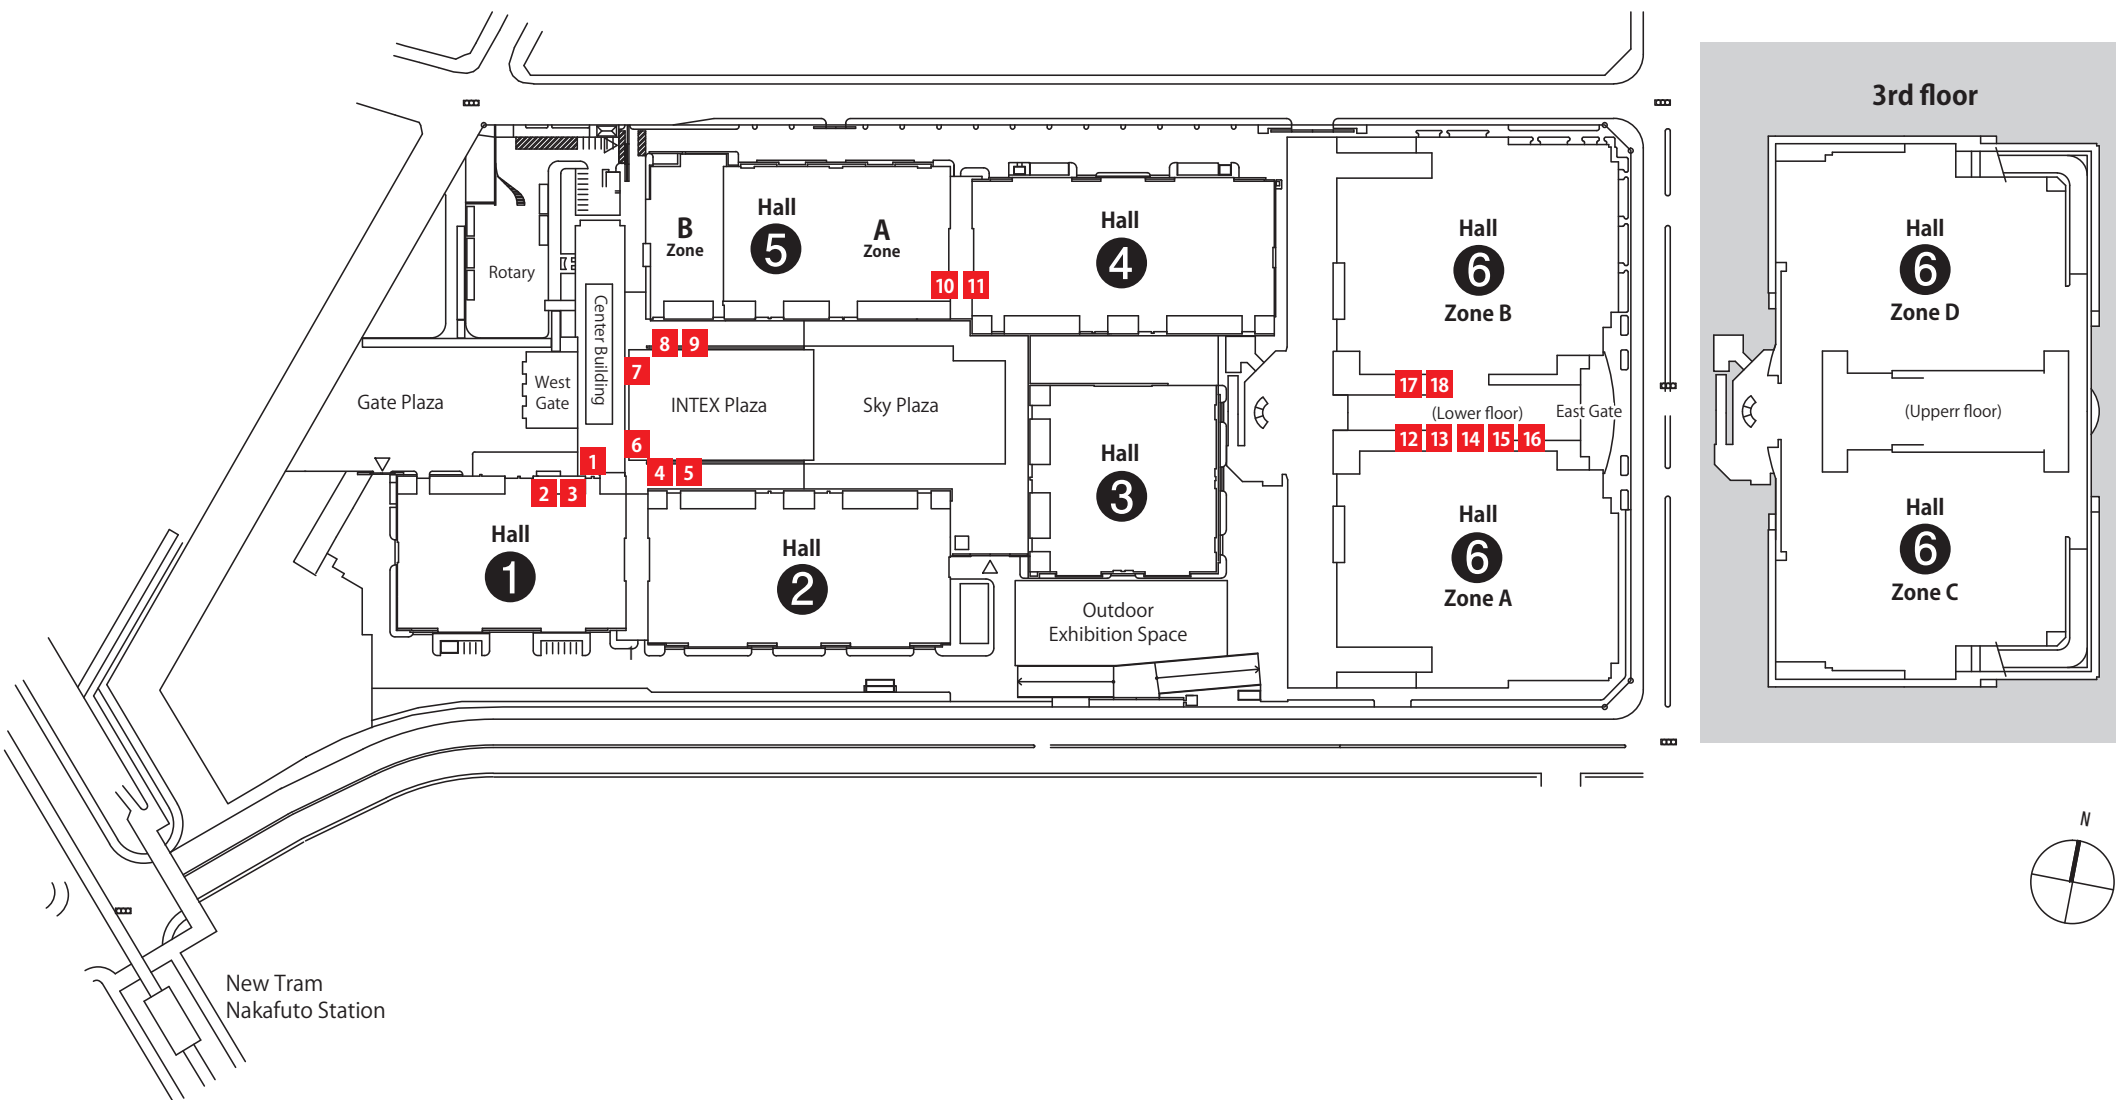 3rd floor
Hall
5
B
Zone
A
Zone
Hall
4
Hall
6
Zone B
Hall
6
Zone D
Rotary
10 11
Center Building
8 9
7
West
Gate
Gate Plaza
INTEX Plaza
Sky Plaza
17 18
(Lower floor)
East Gate
(Upperr floor)
12 13 14 15 16
6
1
4 5
2 3
Hall
1
Hall
2
Hall
3
Hall
6
Zone A
Hall
6
Zone C
Outdoor
Exhibition Space
N
New Tram
Nakafuto Station